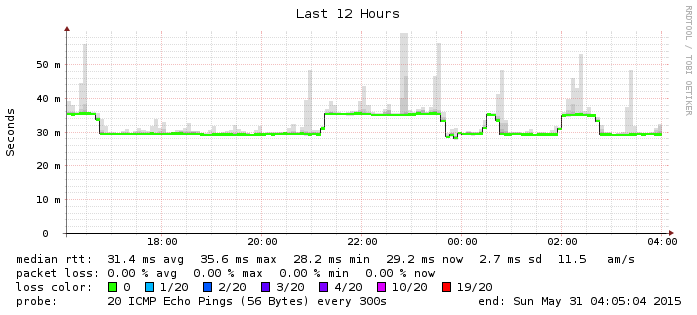 Last 12 Hours
RRDTOOL / TOBI OETIKER
Seconds
50 m
40 m
30 m
20 m
10 m
0
18:00 20:00 22:00 00:00 02:00 04:00
median rtt: 31.4 ms avg 35.6 ms max 28.2 ms min 29.2 ms now 2.7 ms sd 11.5 am/s
packet loss: 0.00 % avg 0.00 % max 0.00 % min 0.00 % now
loss color: 0 1/20 2/20 3/20 4/20 10/20 19/20
probe: 20 ICMP Echo Pings (56 Bytes) every 300s end: Sun May 31 04:05:04 2015